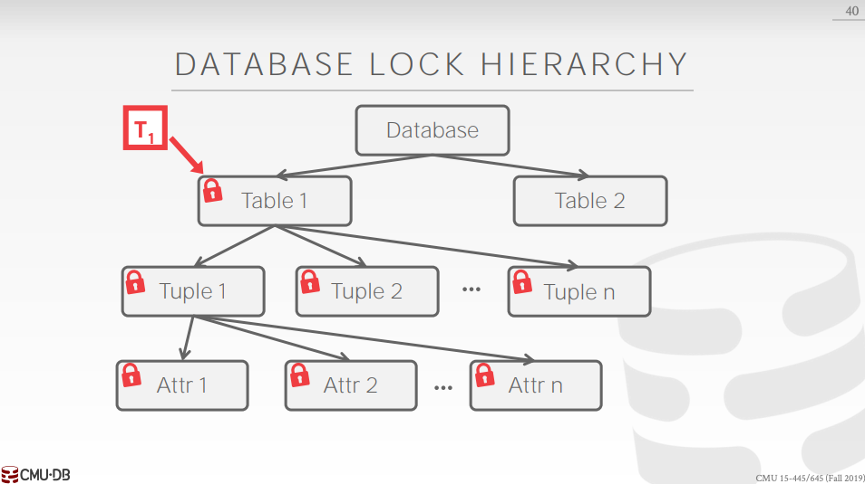 40
DATABASE LOCK HIERARCHY
T1
Database
Table 1
Table 2
Tuple 1
Tuple 2
...
Tuple n
Attr 1
Attr 2
...
Attr n
CMU·DB
CMU 15-445/645 (Fall 2019)